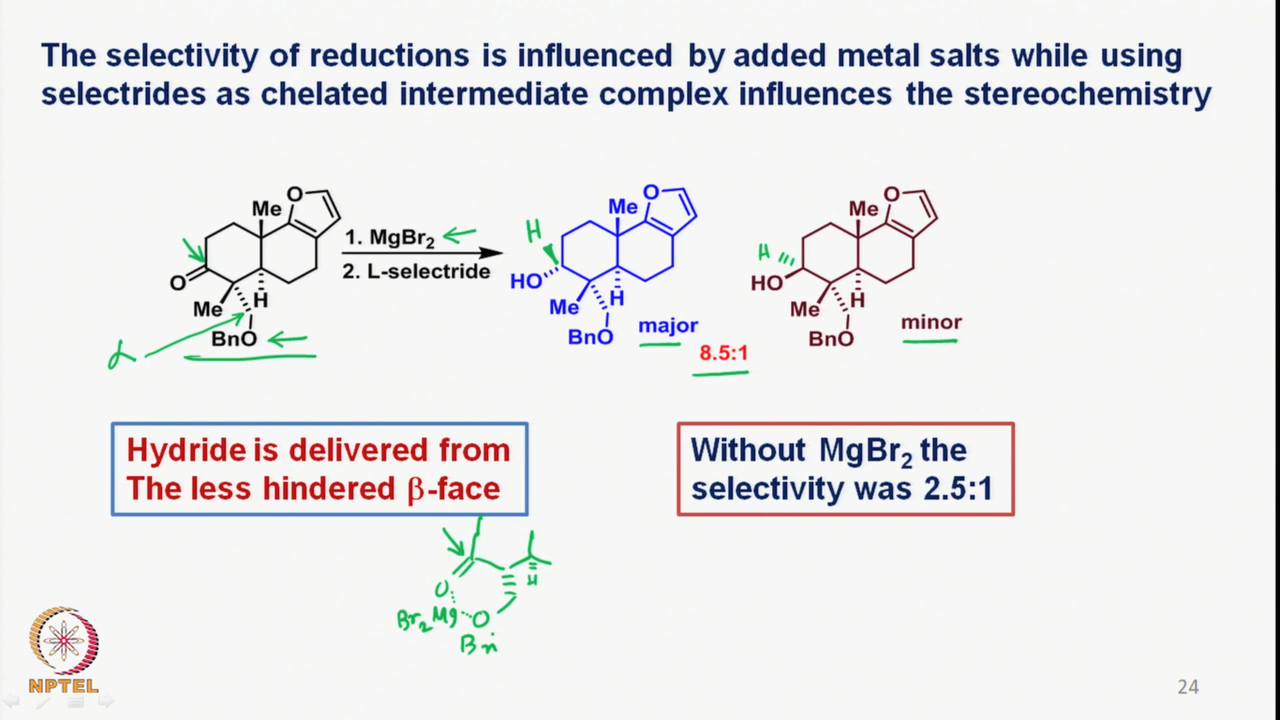 The selectivity of reductions is influenced by added metal salts while using
selectrides as chelated intermediate complex influences the stereochemistry
O
Me
O
H
Me
BnO
α
1. MgBr₂
2. L-selectride
O
Me
H
HO
H
Me
BnO
major
8.5:1
O
Me
H
HO
H
Me
BnO
minor
Hydride is delivered from
The less hindered β-face
Without MgBr₂ the
selectivity was 2.5:1
O
H
Br₂Mg O
Bn
NPTEL
24